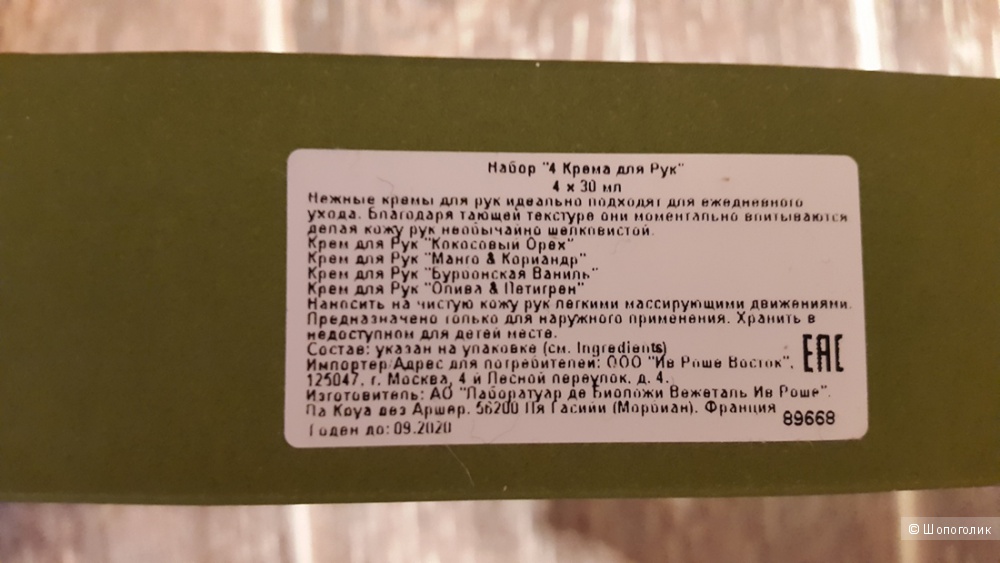 Набор "4 Крема для Рук"
4 x 30 мл
Нежные кремы для рук идеально подходят для ежедневного
ухода. Благодаря тающей текстуре они моментально впитываются
делая кожу рук необычайно шелковистой.
Крем для Рук "Кокосовый Орех"
Крем для Рук "Манго & Кориандр"
Крем для Рук "Бурбонская Ваниль"
Крем для Рук "Олива & Петигрен"
Наносить на чистую кожу рук легкими массирующими движениями.
Предназначено только для наружного применения. Хранить в
недоступном для детей месте.
Состав: указан на упаковке (см. Ingredients)
Импортер Адрес для потребителей: ООО "Ив Роше Восток".
125047. г. Москва, 4 й Лесной переулок. д. 4.
Изготовитель: АО "Лаборатуар де Биоложи Вежеталь Ив Роше".
Ла Круа дез Аршер. 56200 Ля Гасийи (Морбиан). Франция
Годен до: 09.2020
EAC
89668
© Шопоголик